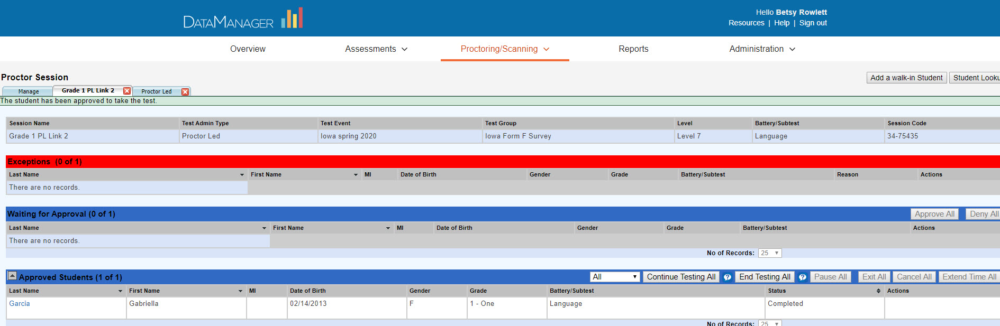 DATAMANAGER
Hello Betsy Rowlett
Resources | Help | Sign out
Overview Assessments Proctoring/Scanning Reports Administration
Proctor Session
Add a walk-in Student Student Looku
Manage Grade 1 PL Link 2 Proctor Led
The student has been approved to take the test.
Session Name Test Admin Type Test Event Test Group Level Battery/Subtest Session Code
Grade 1 PL Link 2 Proctor Led Iowa spring 2020 Iowa Form F Survey Level 7 Language 34-75435
Exceptions (0 of 1)
Last Name First Name MI Date of Birth Gender Grade Battery/Subtest Reason Actions
There are no records.
Waiting for Approval (0 of 1) Approve All Deny All
Last Name First Name MI Date of Birth Gender Grade Battery/Subtest Actions
There are no records.
No of Records: 25
Approved Students (1 of 1) All Continue Testing All ? End Testing All ? Pause All Exit All Cancel All Extend Time All
Last Name First Name MI Date of Birth Gender Grade Battery/Subtest Status Actions
Garcia Gabriella 02/14/2013 F 1 - One Language Completed
No of Records: 25